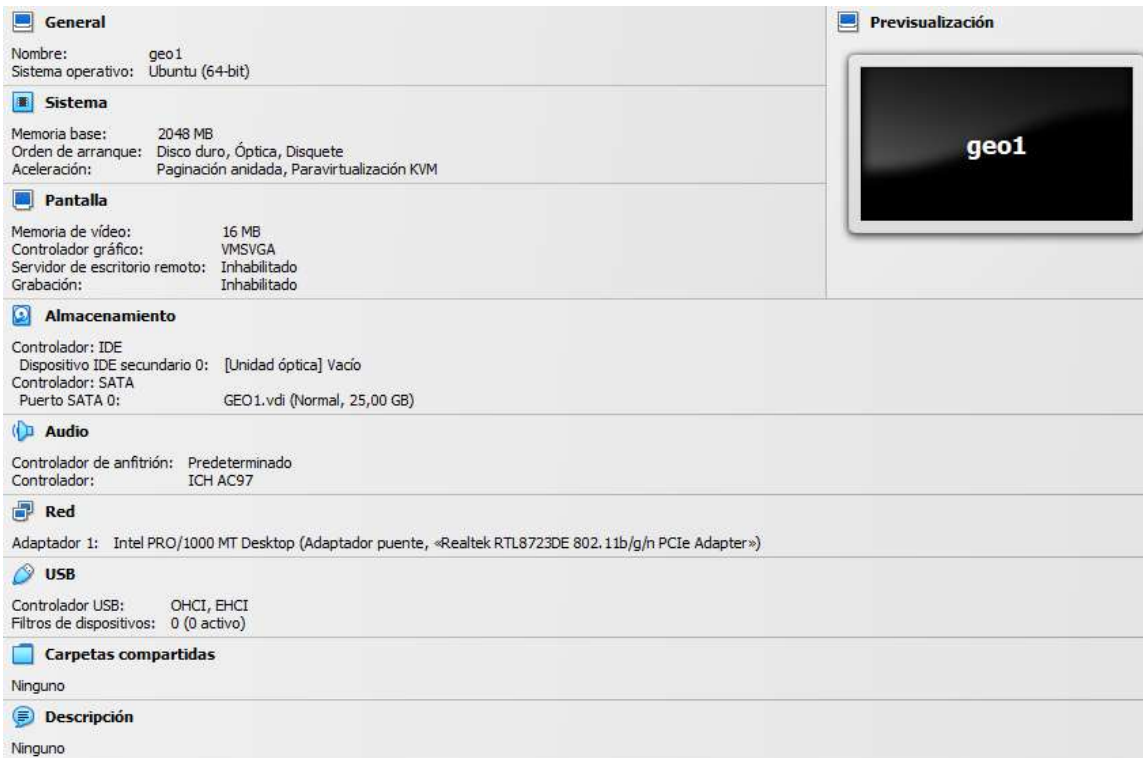 General
Nombre: geo1
Sistema operativo: Ubuntu (64-bit)
Sistema
Memoria base: 2048 MB
Orden de arranque: Disco duro, Óptica, Disquete
Aceleración: Paginación anidada, Paravirtualización KVM
Pantalla
Memoria de vídeo: 16 MB
Controlador gráfico: VMSVGA
Servidor de escritorio remoto: Inhabilitado
Grabación: Inhabilitado
Previsualización
geo1
Almacenamiento
Controlador: IDE
Dispositivo IDE secundario 0: [Unidad óptica] Vacío
Controlador: SATA
Puerto SATA 0: GEO1.vdi (Normal, 25,00 GB)
Audio
Controlador de anfitrión: Predeterminado
Controlador: ICH AC97
Red
Adaptador 1: Intel PRO/1000 MT Desktop (Adaptador puente, «Realtek RTL8723DE 802.11b/g/n PCIe Adapter»)
USB
Controlador USB: OHCI, EHCI
Filtros de dispositivos: 0 (0 activo)
Carpetas compartidas
Ninguno
Descripción
Ninguno